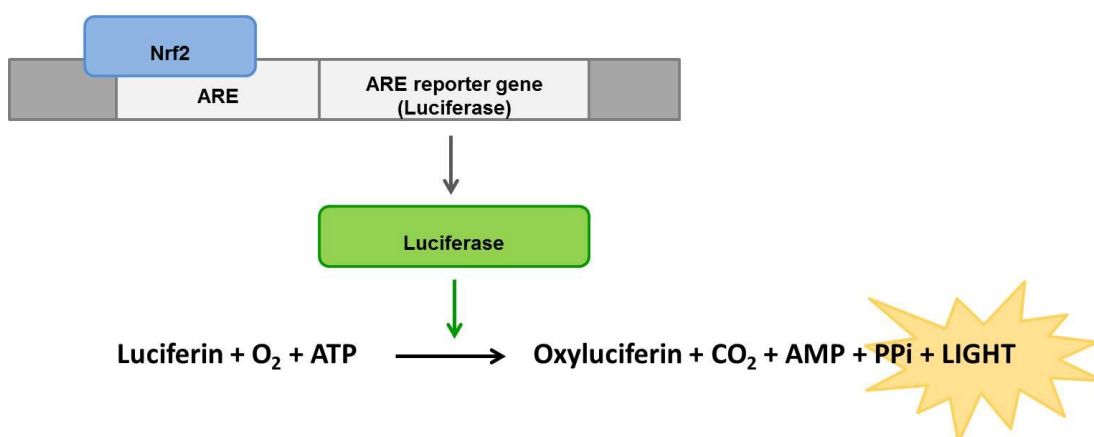 Nrf2
ARE
ARE reporter gene
(Luciferase)
Luciferase
Luciferin + O₂ + ATP
Oxyluciferin + CO₂ + AMP + PPi + LIGHT